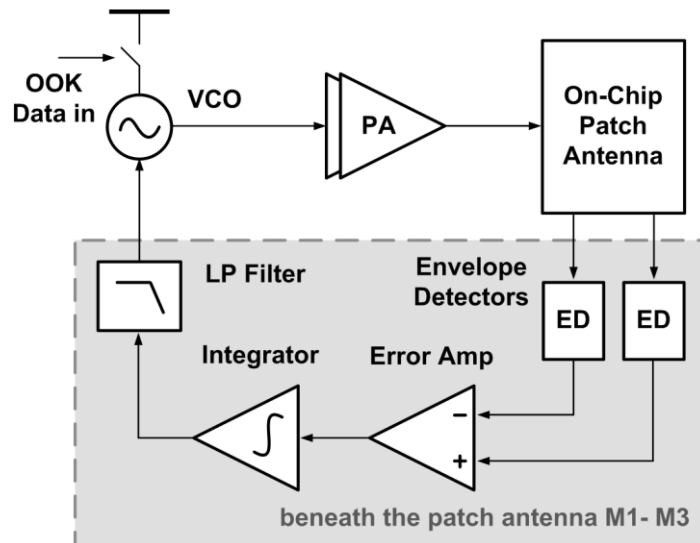 OOK
Data in
VCO
PA
On-Chip
Patch
Antenna
LP Filter
Envelope
Detectors
ED
ED
Integrator
Error Amp
−
+
beneath the patch antenna M1- M3